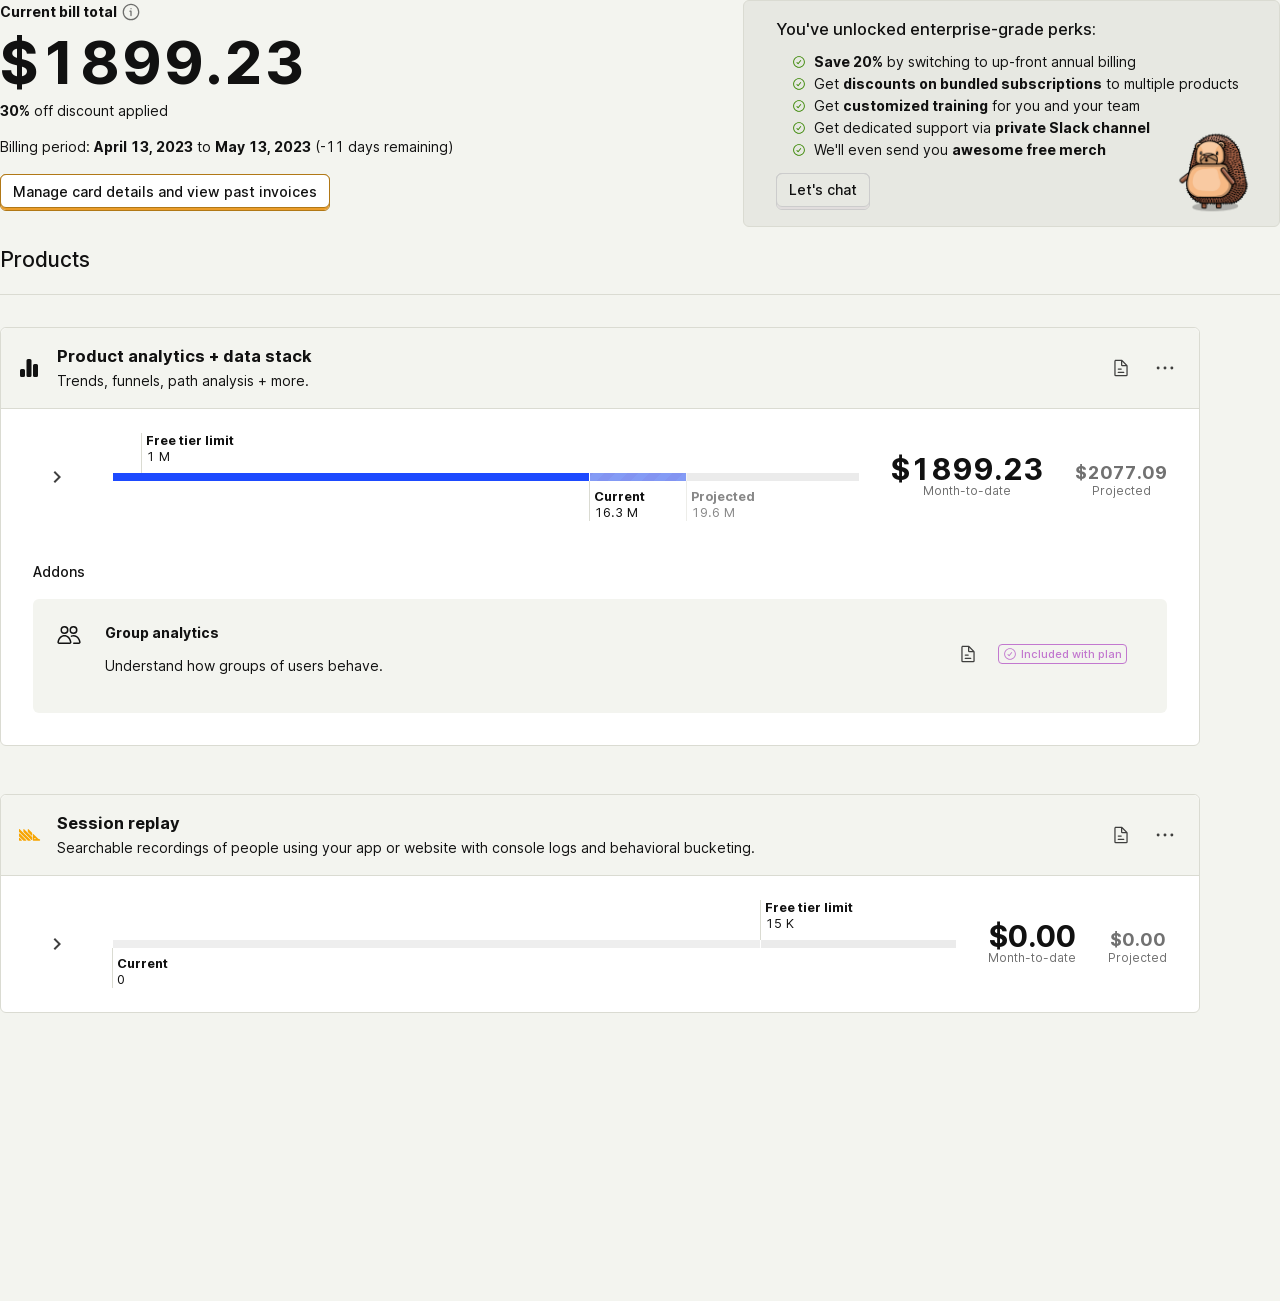 Current bill total
$1899.23
30% off discount applied
Billing period: April 13, 2023 to May 13, 2023 (-11 days remaining)
Manage card details and view past invoices
You've unlocked enterprise-grade perks:
Save 20% by switching to up-front annual billing
Get discounts on bundled subscriptions to multiple products
Get customized training for you and your team
Get dedicated support via private Slack channel
We'll even send you awesome free merch
Let's chat
Products
Product analytics + data stack
Trends, funnels, path analysis + more.
Free tier limit
1 M
Current
16.3 M
Projected
19.6 M
$1899.23
Month-to-date
$2077.09
Projected
Addons
Group analytics
Understand how groups of users behave.
Included with plan
Session replay
Searchable recordings of people using your app or website with console logs and behavioral bucketing.
Free tier limit
15 K
Current
0
$0.00
Month-to-date
$0.00
Projected